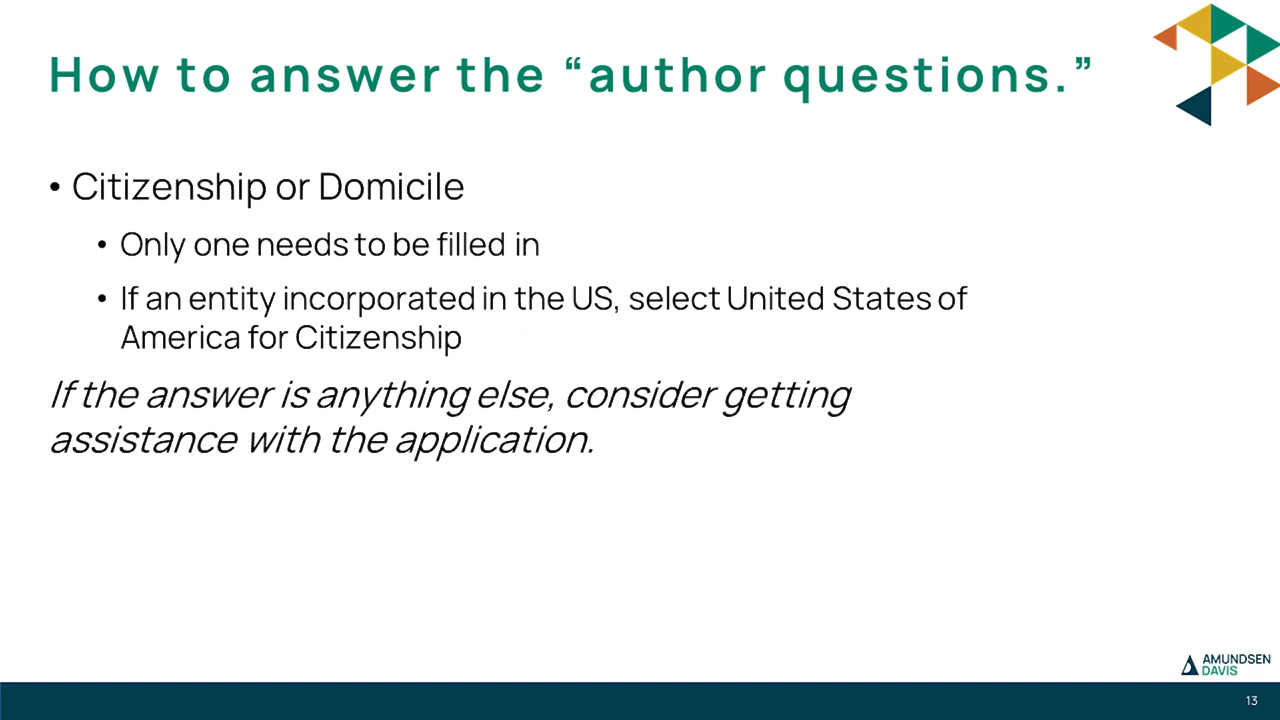 How to answer the “author questions.”
• Citizenship or Domicile
• Only one needs to be filled in
• If an entity incorporated in the US, select United States of
America for Citizenship
If the answer is anything else, consider getting
assistance with the application.
AMUNDSEN
DAVIS
13